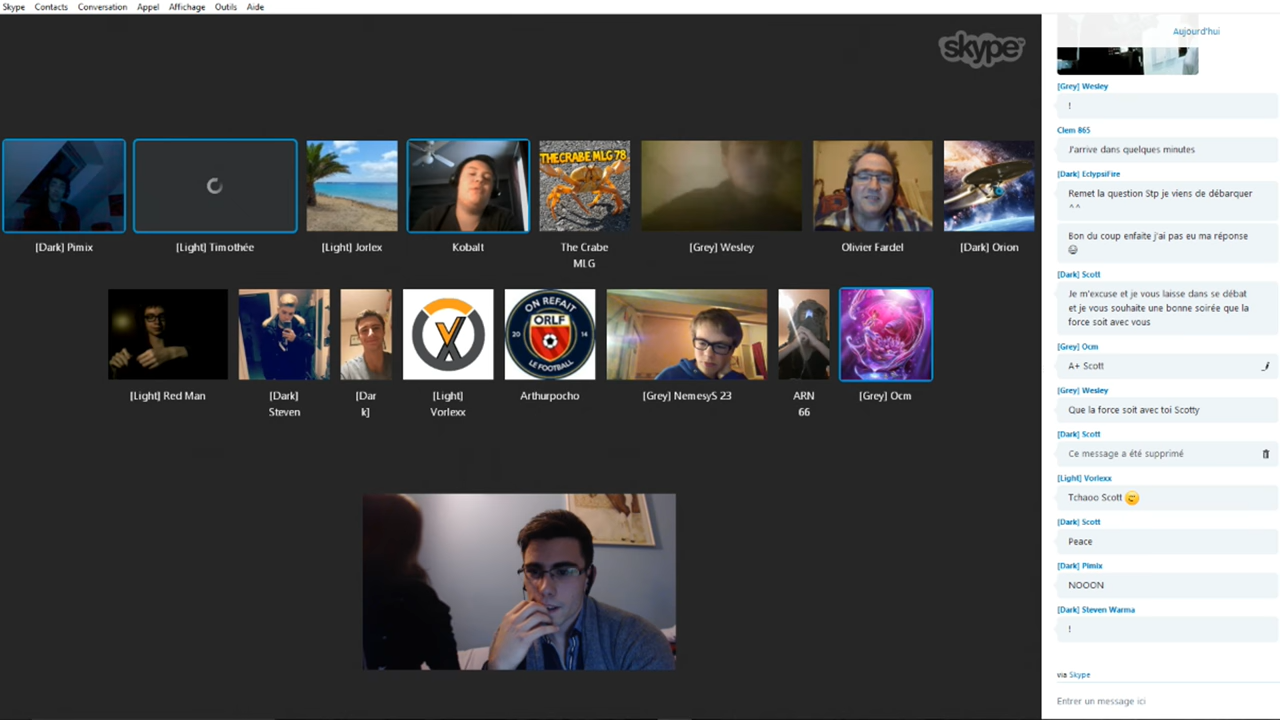 Skype Contacts Conversation Appel Affichage Outils Aide
skype™
THECRABE MLG 78
[Dark] Pimix
[Light] Timothée
[Light] Jorlex
Kobalt
The Crabe
MLG
[Grey] Wesley
Olivier Fardel
[Dark] Orion
ON REFAIT
ORLF
20 14
LE FOOTBALL
[Light] Red Man
[Dark]
Steven
[Dar
k]
[Light]
Vorlexx
Arthurpocho
[Grey] NemesyS 23
ARN
66
[Grey] Ocm
Aujourd'hui
[Grey] Wesley
!
Clem 865
J'arrive dans quelques minutes
[Dark] EclypsiFire
Remet la question Stp je viens de débarquer
^^
Bon du coup enfaite j'ai pas eu ma réponse
[Dark] Scott
Je m'excuse et je vous laisse dans se débat
et je vous souhaite une bonne soirée que la
force soit avec vous
[Grey] Ocm
A+ Scott
[Grey] Wesley
Que la force soit avec toi Scotty
[Dark] Scott
Ce message a été supprimé
[Light] Vorlexx
Tchaoo Scott
[Dark] Scott
Peace
[Dark] Pimix
NOOON
[Dark] Steven Warma
!
via Skype
Entrer un message ici